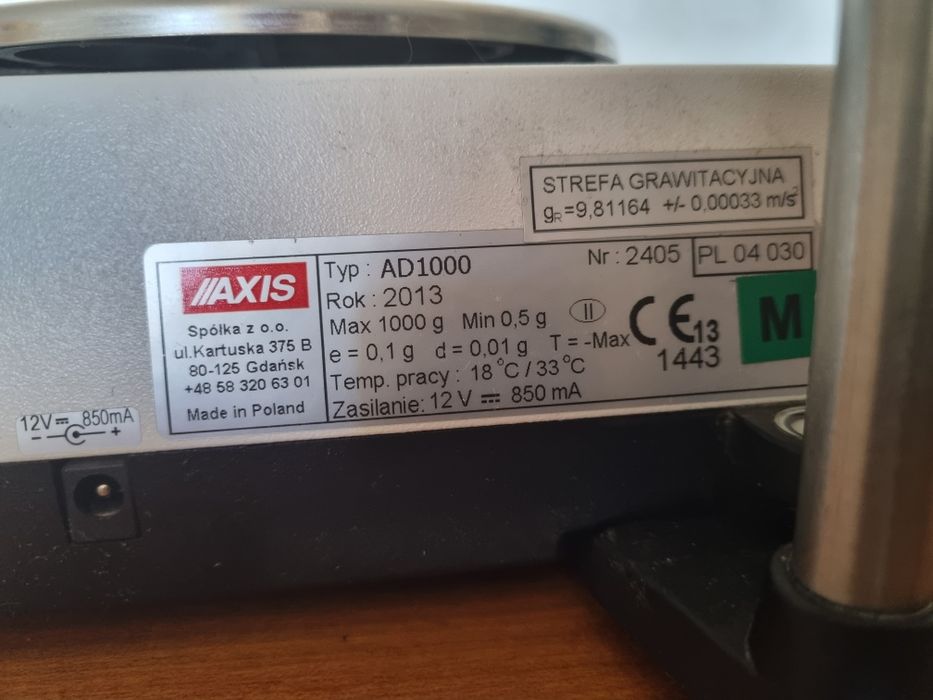 STREFA GRAWITACYJNA
gR=9,81164 +/- 0,00033 m/s²
AXIS
Spółka z o.o.
ul.Kartuska 375 B
80-125 Gdańsk
+48 58 320 63 01
Made in Poland
Typ : AD1000
Nr : 2405
PL 04 030
Rok : 2013
Max 1000 g Min 0,5 g II
e = 0,1 g d = 0,01 g T = -Max
Temp. pracy : 18°C / 33°C
Zasilanie: 12 V ⎓ 850 mA
CE 13
1443
M
12V⎓ 850mA
- +